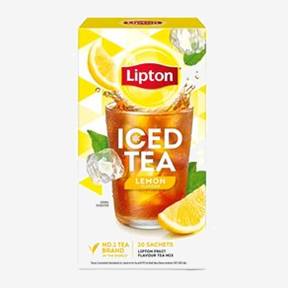 Lipton
ICED
TEA
LEMON
NO.1 TEA
BRAND
IN THE WORLD
20 SACHETS
LIPTON FRUIT
FLAVOUR TEA MIX